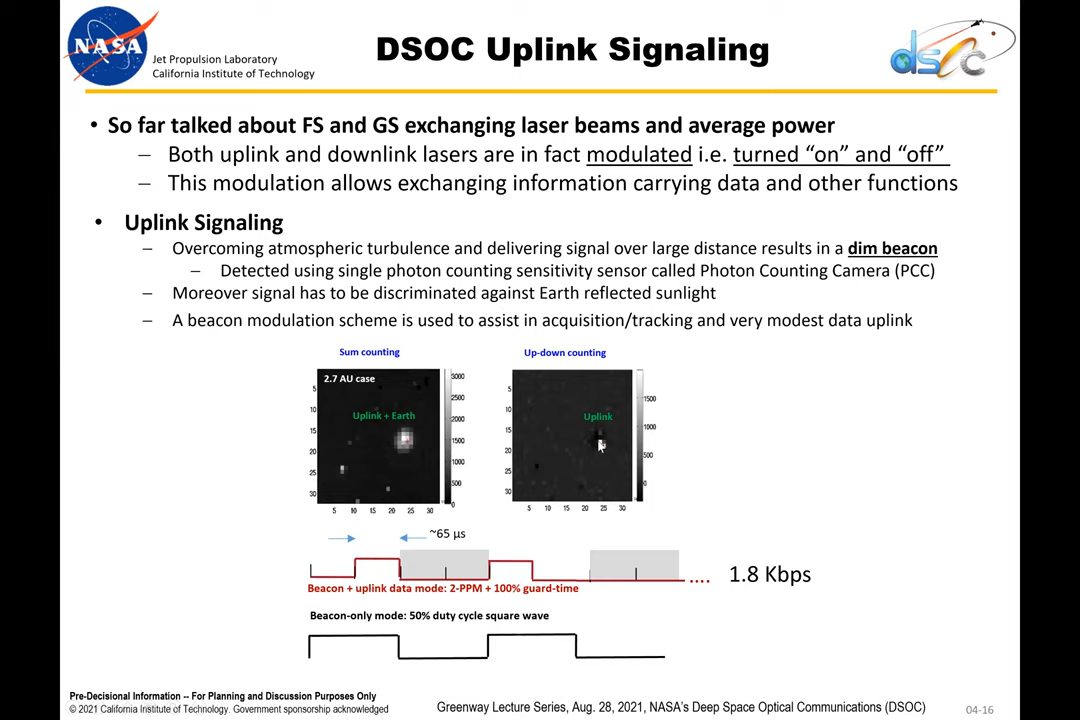 NASA
Jet Propulsion Laboratory
California Institute of Technology
DSOC Uplink Signaling
dsoc
• So far talked about FS and GS exchanging laser beams and average power
– Both uplink and downlink lasers are in fact modulated i.e. turned “on” and “off”
– This modulation allows exchanging information carrying data and other functions
• Uplink Signaling
– Overcoming atmospheric turbulence and delivering signal over large distance results in a dim beacon
– Detected using single photon counting sensitivity sensor called Photon Counting Camera (PCC)
– Moreover signal has to be discriminated against Earth reflected sunlight
– A beacon modulation scheme is used to assist in acquisition/tracking and very modest data uplink
Sum counting
2.7 AU case
Uplink + Earth
5
10
15
20
25
30
5 10 15 20 25 30
3000
2500
2000
1500
1000
500
0
Up-down counting
Uplink
5
10
15
20
25
30
5 10 15 20 25 30
1500
1000
500
0
~65 µs
.... 1.8 Kbps
Beacon + uplink data mode: 2-PPM + 100% guard-time
Beacon-only mode: 50% duty cycle square wave
Pre-Decisional Information -- For Planning and Discussion Purposes Only
© 2021 California Institute of Technology. Government sponsorship acknowledged
Greenway Lecture Series, Aug. 28, 2021, NASA’s Deep Space Optical Communications (DSOC)
04-16